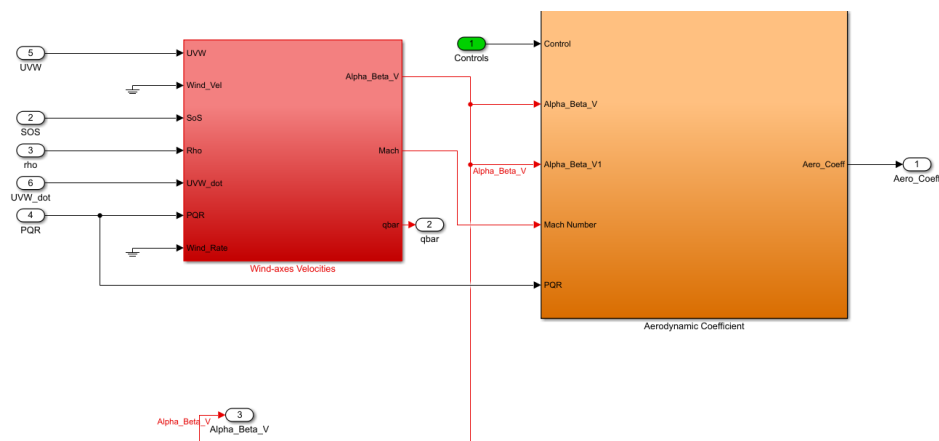 5
UVW
2
SOS
3
rho
6
UVW_dot
4
PQR
UVW
Wind_Vel
SoS
Rho
UVW_dot
PQR
Wind_Rate
Alpha_Beta_V
Mach
qbar
Wind-axes Velocities
2
qbar
1
Controls
Alpha_Beta_V
Control
Alpha_Beta_V
Alpha_Beta_V1
Mach Number
PQR
Aero_Coeff
Aerodynamic Coefficient
1
Aero_Coeff
Alpha_Beta_V
3
Alpha_Beta_V